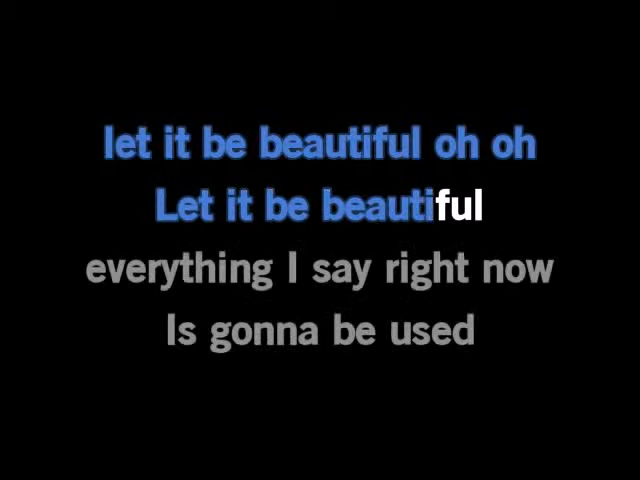 let it be beautiful oh oh
Let it be beautiful
everything I say right now
Is gonna be used